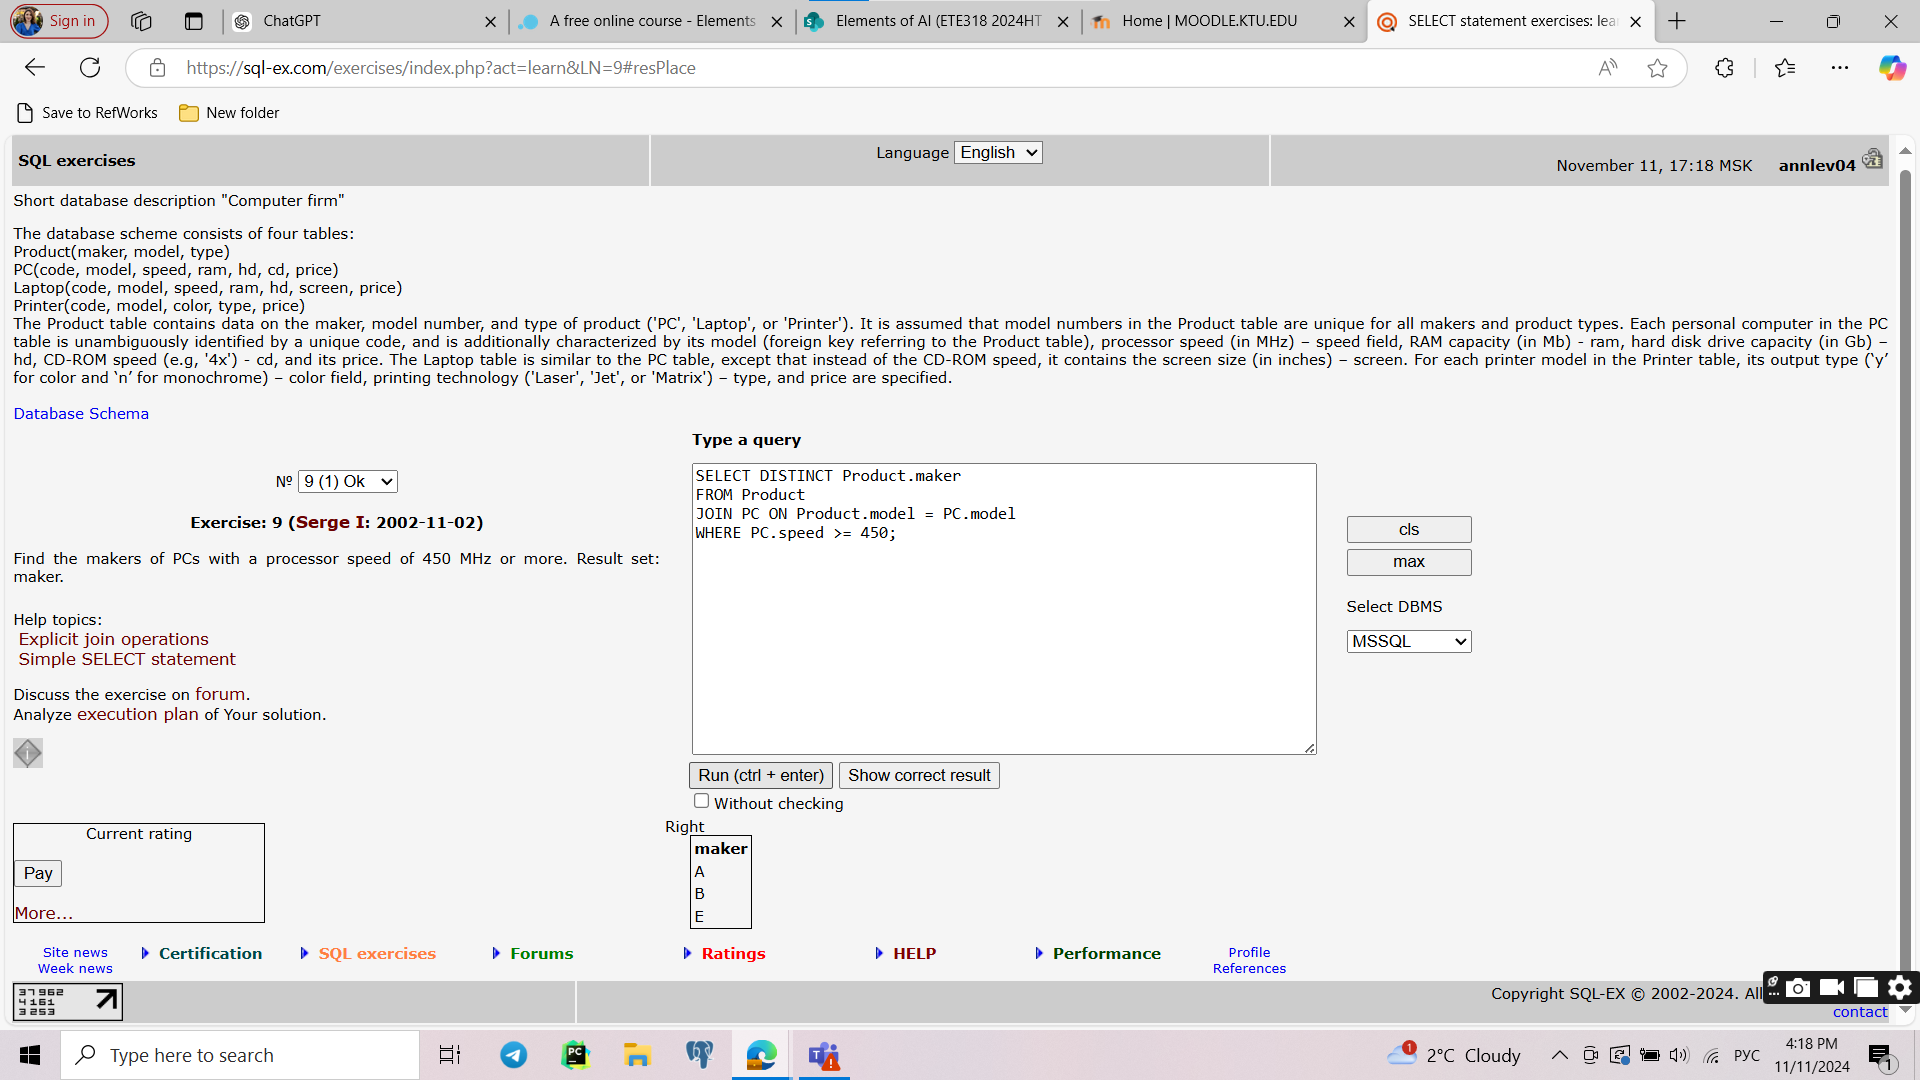 Sign in
ChatGPT
A free online course - Elements
Elements of AI (ETE318 2024HT
Home | MOODLE.KTU.EDU
SELECT statement exercises: lea
https://sql-ex.com/exercises/index.php?act=learn&LN=9#resPlace
Save to RefWorks
New folder
SQL exercises
Language English
November 11, 17:18 MSK annlev04
Short database description "Computer firm"
The database scheme consists of four tables:
Product(maker, model, type)
PC(code, model, speed, ram, hd, cd, price)
Laptop(code, model, speed, ram, hd, screen, price)
Printer(code, model, color, type, price)
The Product table contains data on the maker, model number, and type of product ('PC', 'Laptop', or 'Printer'). It is assumed that model numbers in the Product table are unique for all makers and product types. Each personal computer in the PC
table is unambiguously identified by a unique code, and is additionally characterized by its model (foreign key referring to the Product table), processor speed (in MHz) – speed field, RAM capacity (in Mb) - ram, hard disk drive capacity (in Gb) –
hd, CD-ROM speed (e.g, '4x') - cd, and its price. The Laptop table is similar to the PC table, except that instead of the CD-ROM speed, it contains the screen size (in inches) – screen. For each printer model in the Printer table, its output type (‘y’
for color and ‘n’ for monochrome) – color field, printing technology ('Laser', 'Jet', or 'Matrix') – type, and price are specified.
Database Schema
Type a query
№ 9 (1) Ok
Exercise: 9 (Serge I: 2002-11-02)
Find the makers of PCs with a processor speed of 450 MHz or more. Result set:
maker.
Help topics:
Explicit join operations
Simple SELECT statement
Discuss the exercise on forum.
Analyze execution plan of Your solution.
SELECT DISTINCT Product.maker
FROM Product
JOIN PC ON Product.model = PC.model
WHERE PC.speed >= 450;
cls
max
Select DBMS
MSSQL
Run (ctrl + enter)
Show correct result
Without checking
Right
maker
A
B
E
Current rating
Pay
More...
Site news
Week news
Certification
SQL exercises
Forums
Ratings
HELP
Performance
Profile
References
37962
4161
3253
Copyright SQL-EX © 2002-2024. All
contact
Type here to search
PC
1
2°C Cloudy
РУС
4:18 PM
11/11/2024
1